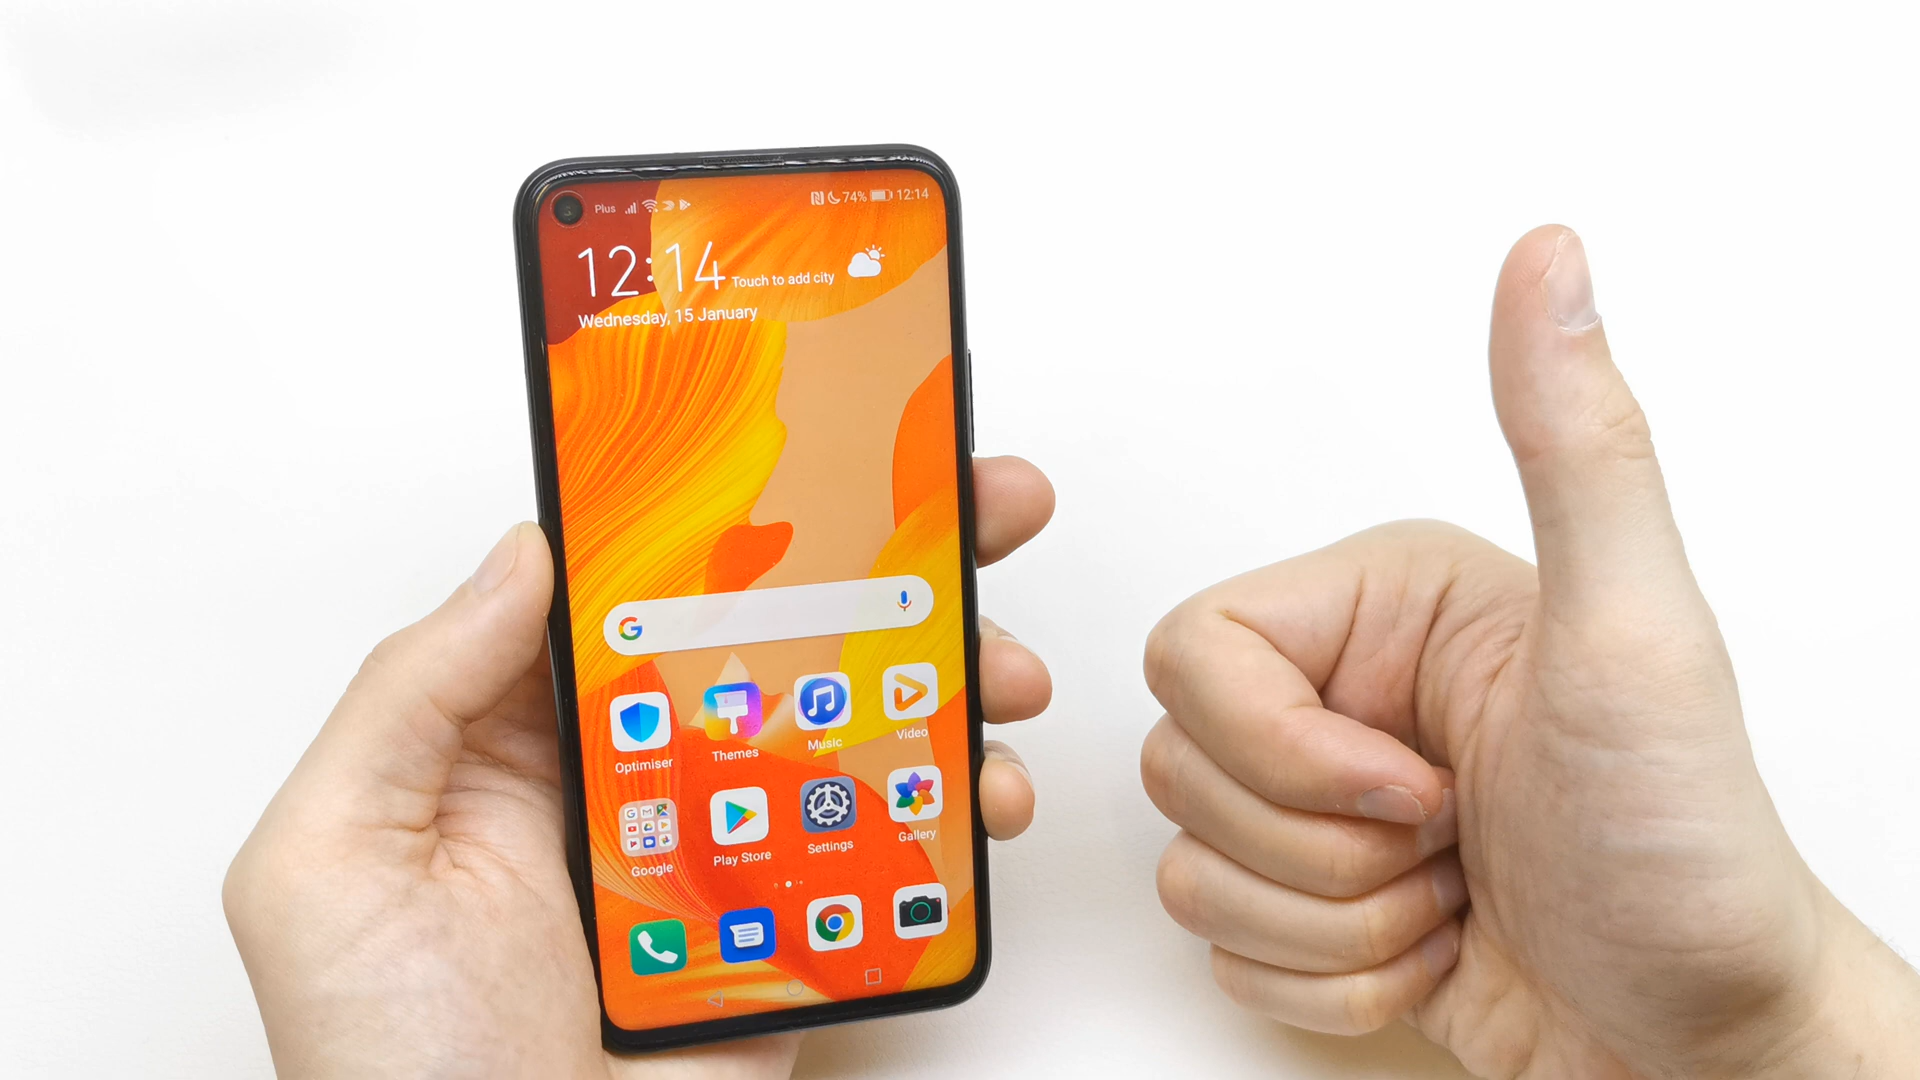 Plus 74% 12:14
12:14 Touch to add city
Wednesday, 15 January
G
Optimiser Themes Music Video
Google Play Store Settings Gallery